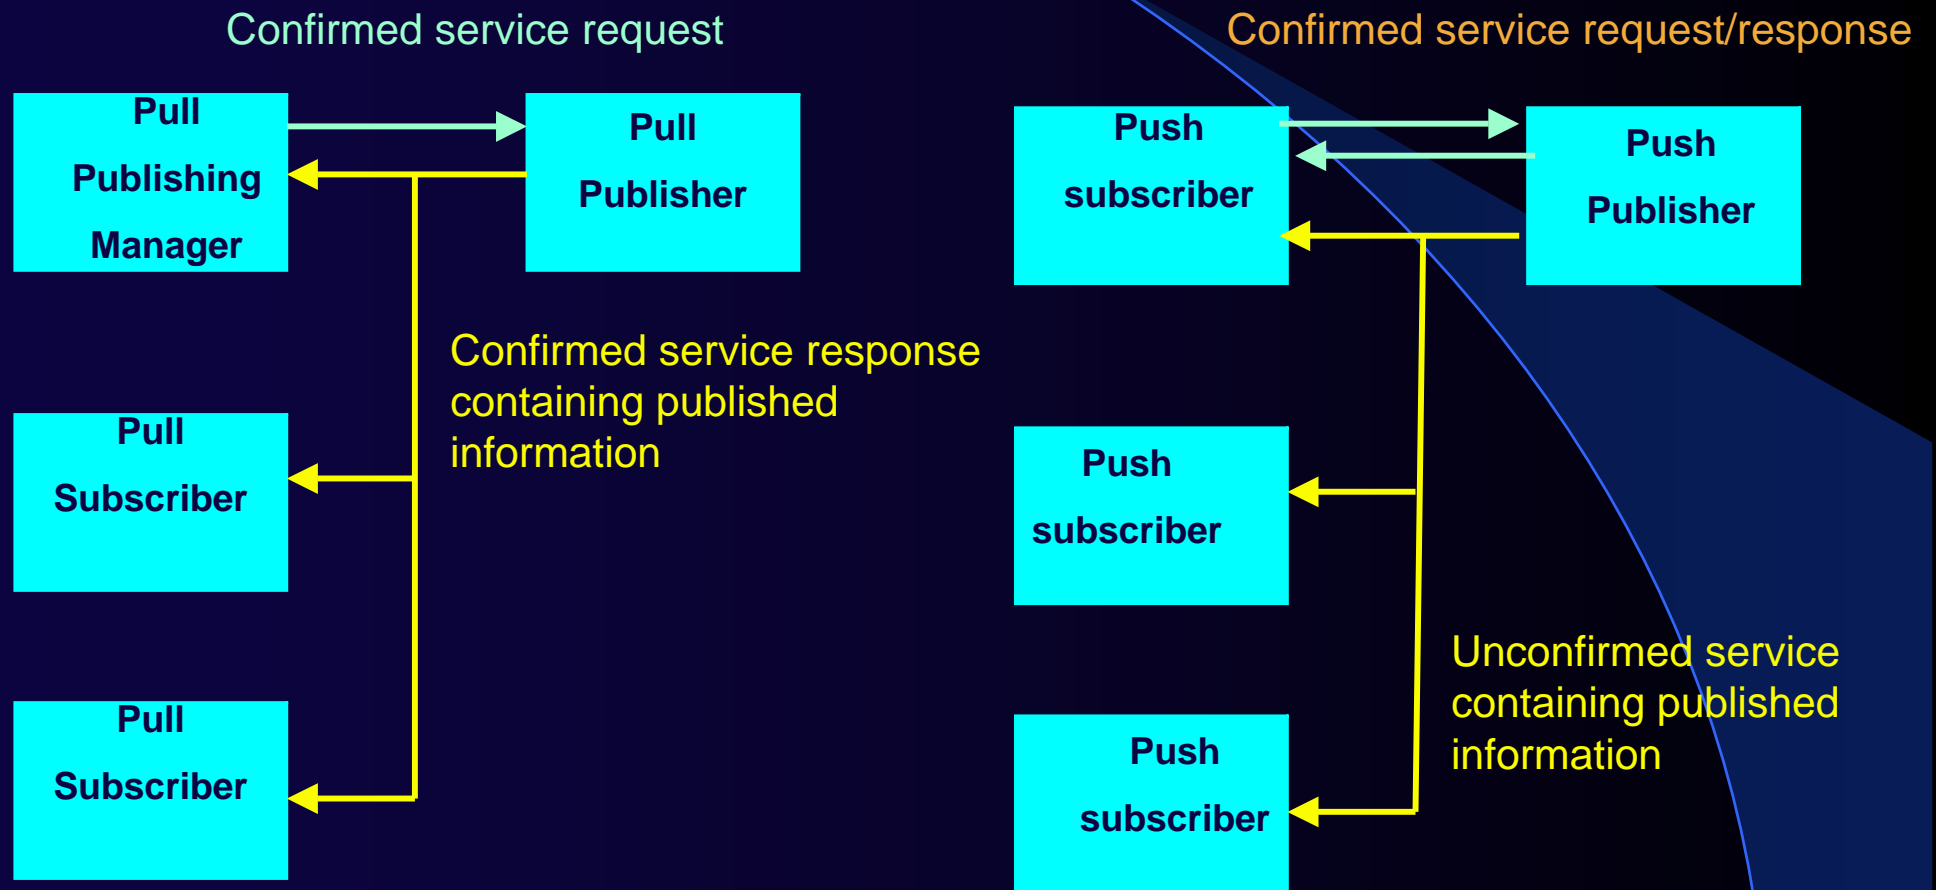 Confirmed service request
Pull
Publishing
Manager
Pull
Publisher
Confirmed service response
containing published
information
Pull
Subscriber
Pull
Subscriber
Confirmed service request/response
Push
subscriber
Push
Publisher
Push
subscriber
Unconfirmed service
containing published
information
Push
subscriber